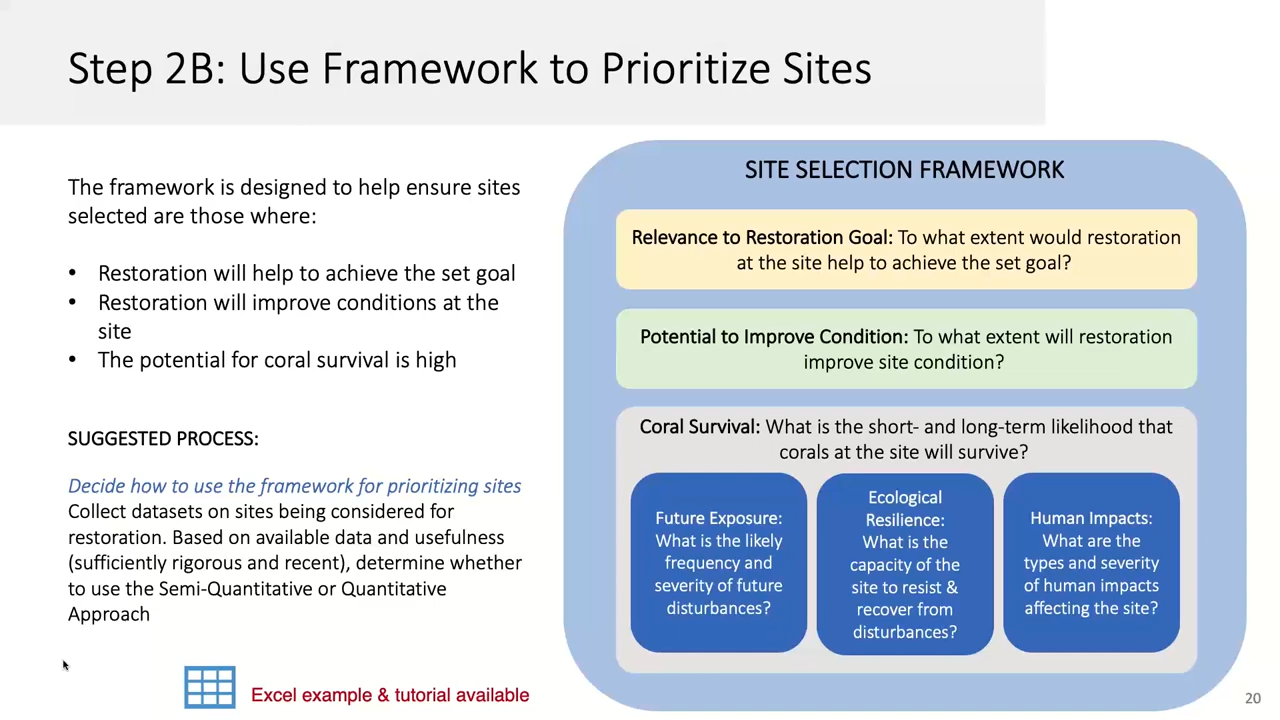 Step 2B: Use Framework to Prioritize Sites
The framework is designed to help ensure sites
selected are those where:
• Restoration will help to achieve the set goal
• Restoration will improve conditions at the
site
• The potential for coral survival is high
SUGGESTED PROCESS:
Decide how to use the framework for prioritizing sites
Collect datasets on sites being considered for
restoration. Based on available data and usefulness
(sufficiently rigorous and recent), determine whether
to use the Semi-Quantitative or Quantitative
Approach
Excel example & tutorial available
SITE SELECTION FRAMEWORK
Relevance to Restoration Goal: To what extent would restoration
at the site help to achieve the set goal?
Potential to Improve Condition: To what extent will restoration
improve site condition?
Coral Survival: What is the short- and long-term likelihood that
corals at the site will survive?
Future Exposure:
What is the likely
frequency and
severity of future
disturbances?
Ecological
Resilience:
What is the
capacity of the
site to resist &
recover from
disturbances?
Human Impacts:
What are the
types and severity
of human impacts
affecting the site?
20